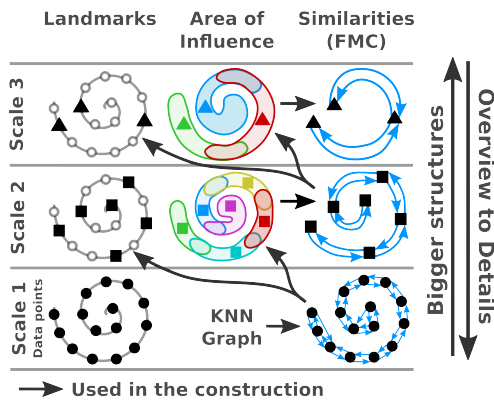 Landmarks
Area of
Influence
Similarities
(FMC)
Scale 3
Scale 2
Scale 1
Data points
KNN
Graph
Bigger structures
Overview to Details
Used in the construction